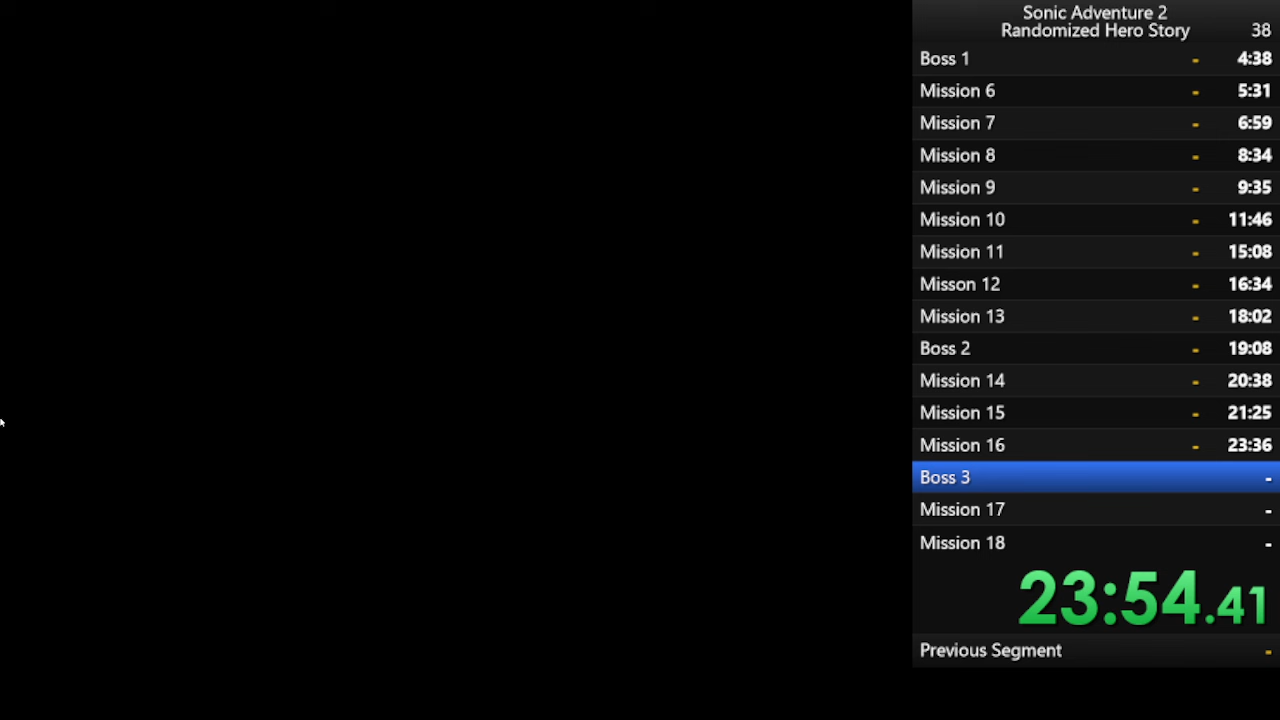 Sonic Adventure 2
Randomized Hero Story 38
Boss 1 - 4:38
Mission 6 - 5:31
Mission 7 - 6:59
Mission 8 - 8:34
Mission 9 - 9:35
Mission 10 - 11:46
Mission 11 - 15:08
Misson 12 - 16:34
Mission 13 - 18:02
Boss 2 - 19:08
Mission 14 - 20:38
Mission 15 - 21:25
Mission 16 - 23:36
Boss 3 -
Mission 17 -
Mission 18 -
23:54.41
Previous Segment -